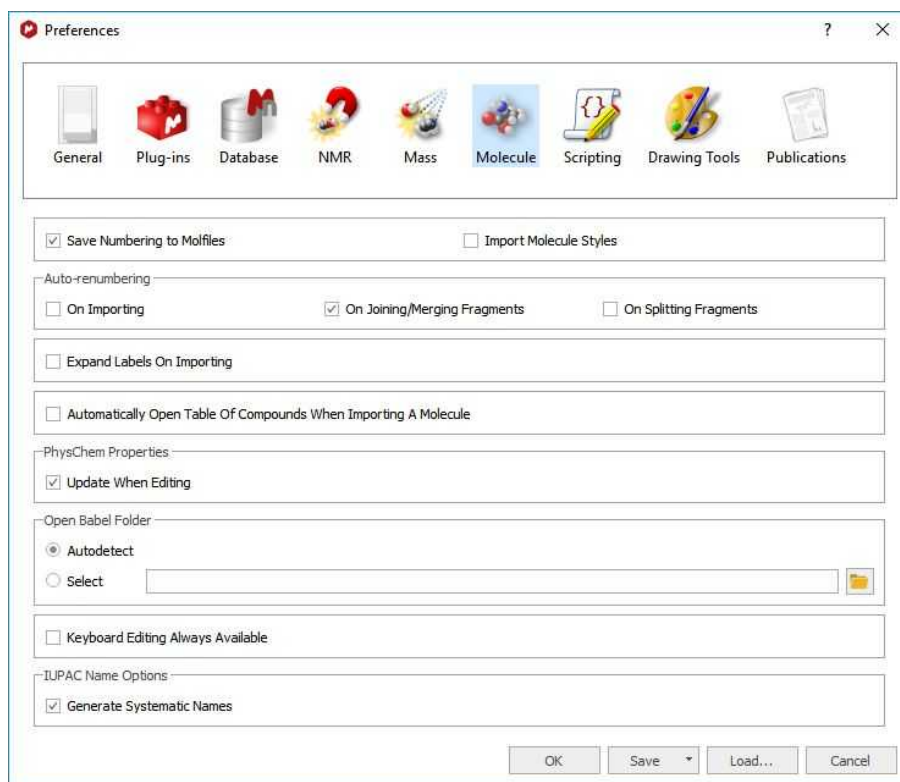 Preferences
?
General Plug-ins Database NMR Mass Molecule Scripting Drawing Tools Publications
Save Numbering to Molfiles Import Molecule Styles
Auto-renumbering
On Importing On Joining/Merging Fragments On Splitting Fragments
Expand Labels On Importing
Automatically Open Table Of Compounds When Importing A Molecule
PhysChem Properties
Update When Editing
Open Babel Folder
Autodetect
Select
Keyboard Editing Always Available
IUPAC Name Options
Generate Systematic Names
OK Save Load... Cancel